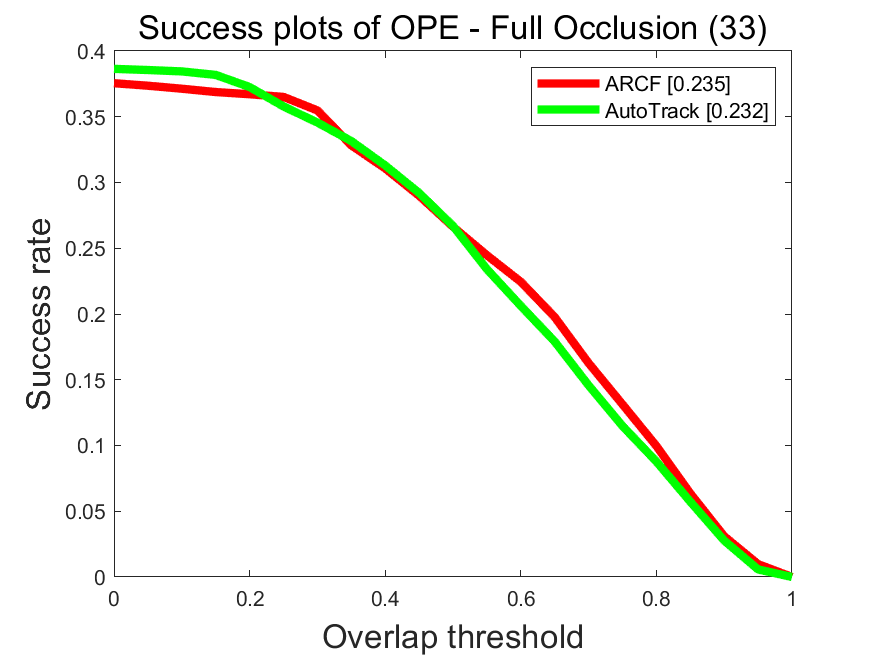 Success plots of OPE - Full Occlusion (33)
0.4
0.35
0.3
0.25
0.2
0.15
0.1
0.05
0
Success rate
ARCF [0.235]
AutoTrack [0.232]
0 0.2 0.4 0.6 0.8 1
Overlap threshold